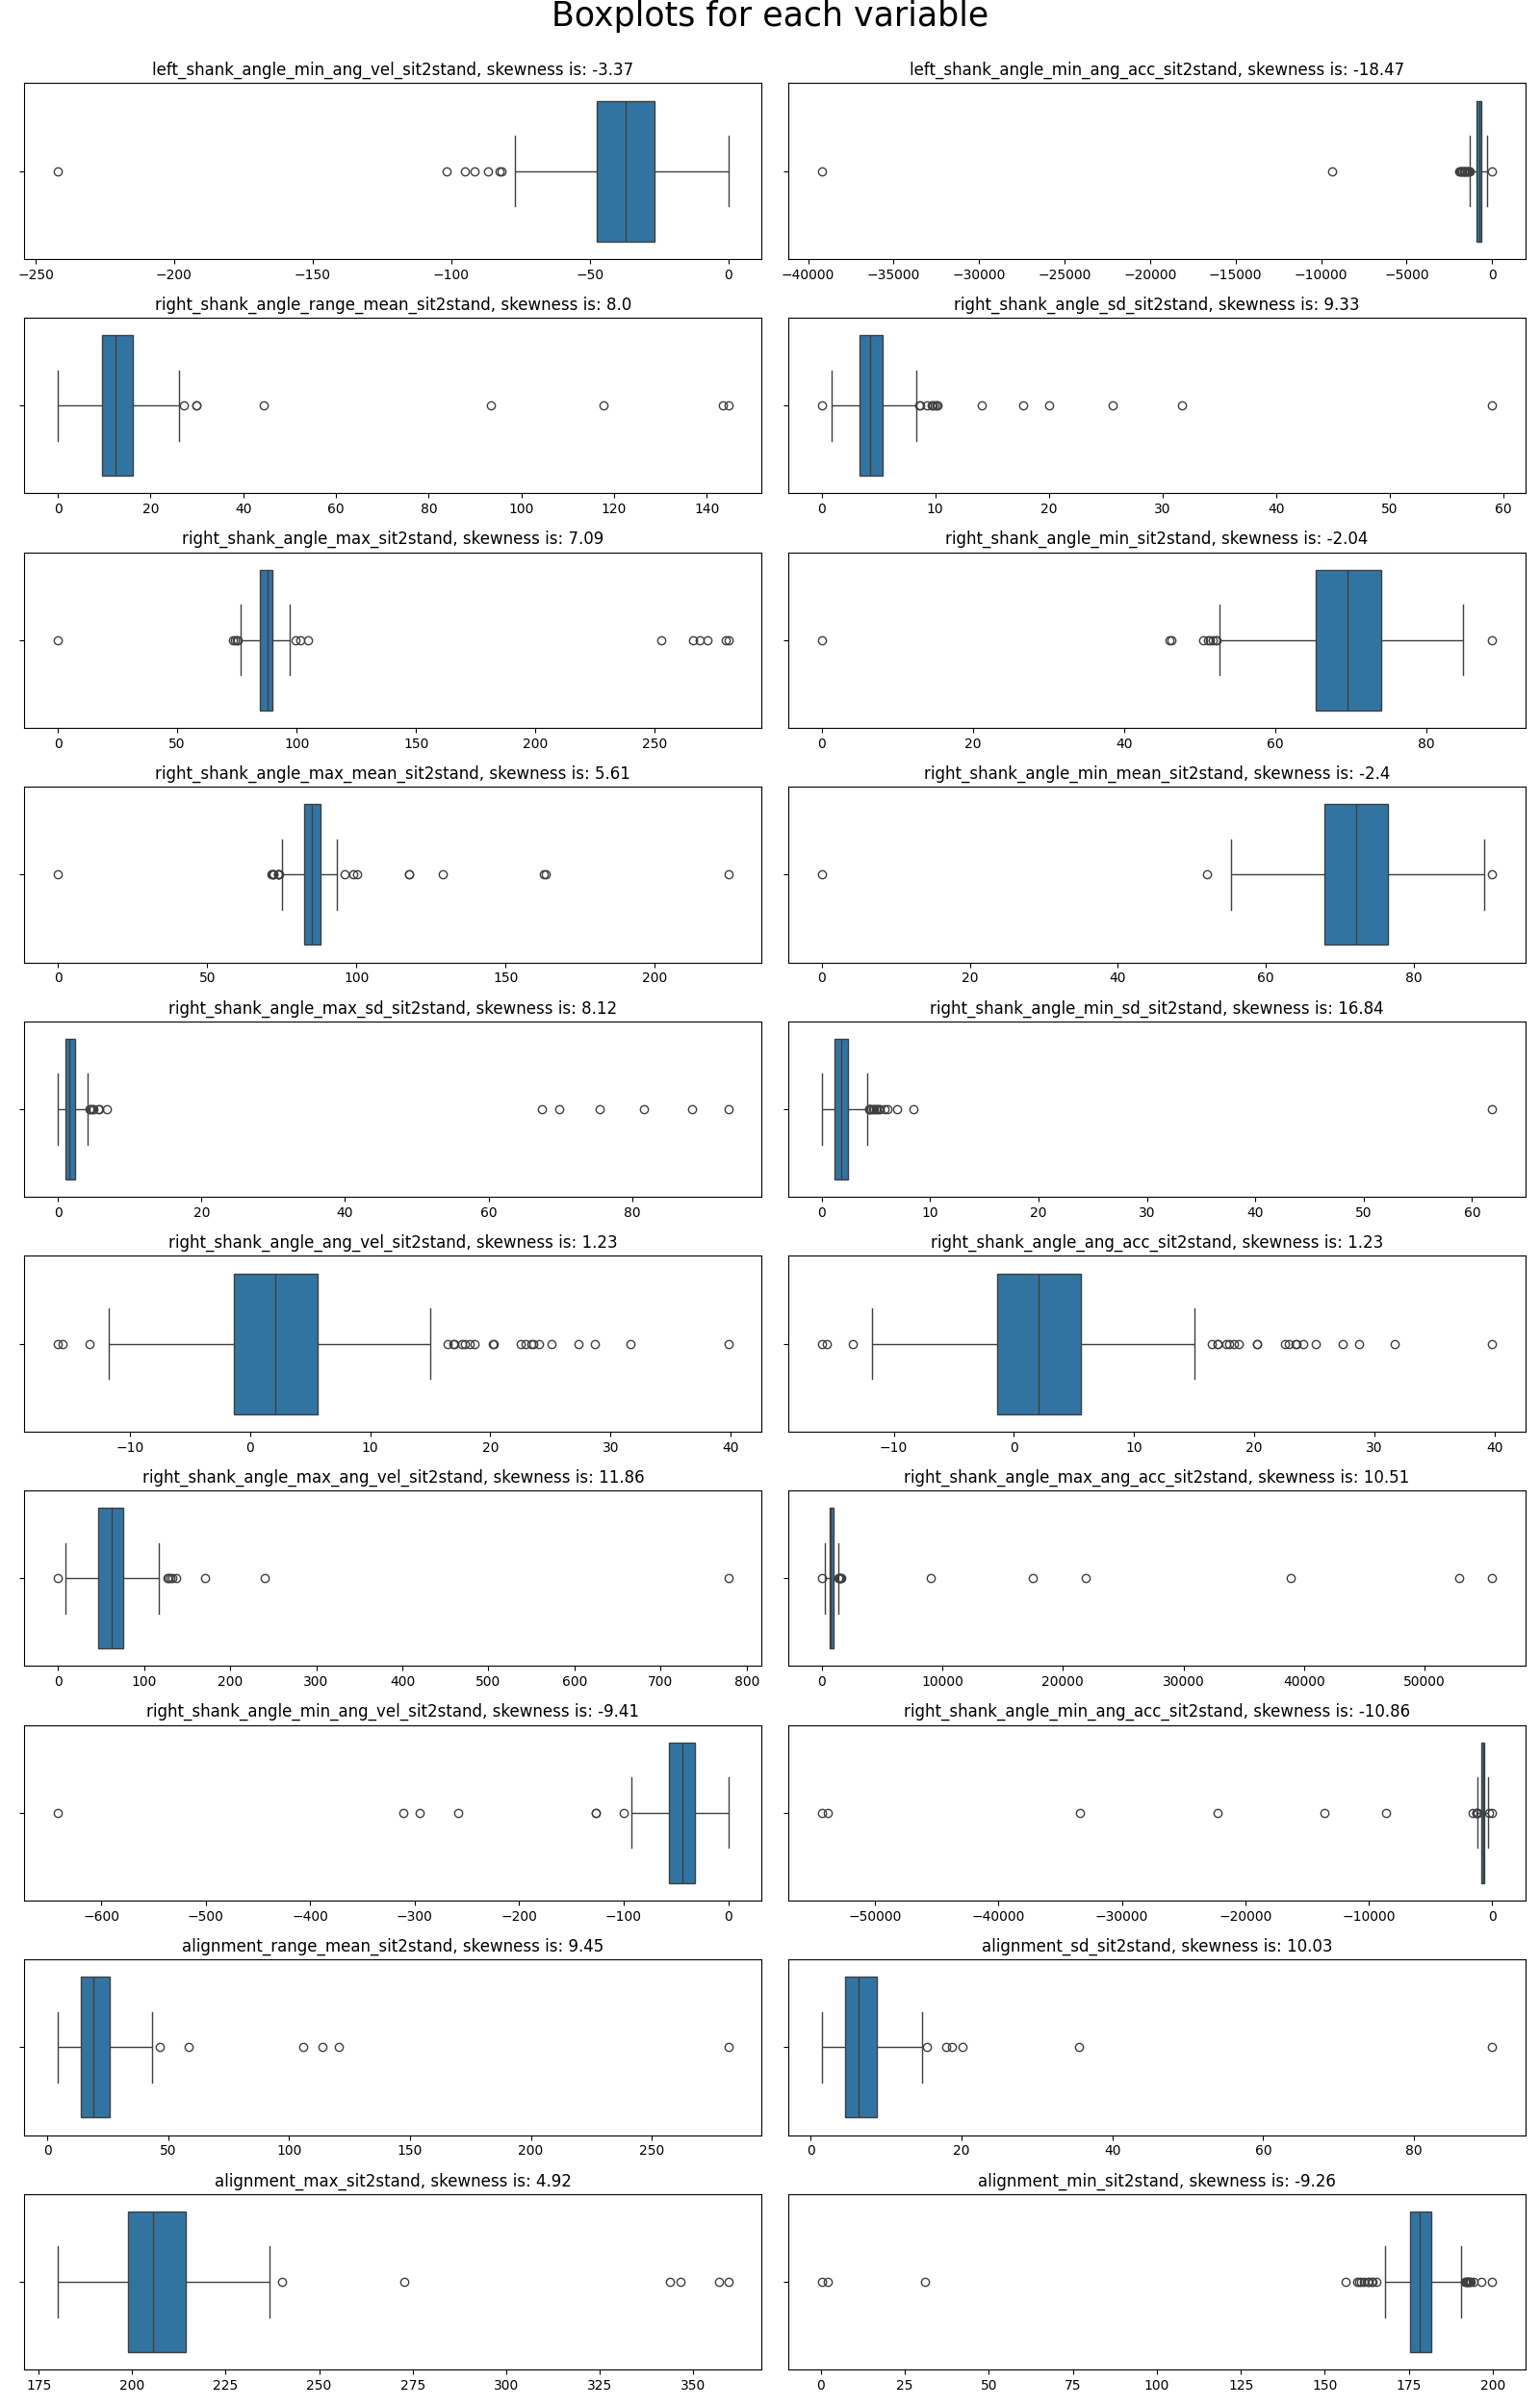 Boxplots for each variable
left_shank_angle_min_ang_vel_sit2stand, skewness is: -3.37
left_shank_angle_min_ang_acc_sit2stand, skewness is: -18.47
−250 −200 −150 −100 −50 0
−40000 −35000 −30000 −25000 −20000 −15000 −10000 −5000 0
right_shank_angle_range_mean_sit2stand, skewness is: 8.0
right_shank_angle_sd_sit2stand, skewness is: 9.33
0 20 40 60 80 100 120 140
0 10 20 30 40 50 60
right_shank_angle_max_sit2stand, skewness is: 7.09
right_shank_angle_min_sit2stand, skewness is: -2.04
0 50 100 150 200 250
0 20 40 60 80
right_shank_angle_max_mean_sit2stand, skewness is: 5.61
right_shank_angle_min_mean_sit2stand, skewness is: -2.4
0 50 100 150 200
0 20 40 60 80
right_shank_angle_max_sd_sit2stand, skewness is: 8.12
right_shank_angle_min_sd_sit2stand, skewness is: 16.84
0 20 40 60 80
0 10 20 30 40 50 60
right_shank_angle_ang_vel_sit2stand, skewness is: 1.23
right_shank_angle_ang_acc_sit2stand, skewness is: 1.23
−10 0 10 20 30 40
−10 0 10 20 30 40
right_shank_angle_max_ang_vel_sit2stand, skewness is: 11.86
right_shank_angle_max_ang_acc_sit2stand, skewness is: 10.51
0 100 200 300 400 500 600 700 800
0 10000 20000 30000 40000 50000
right_shank_angle_min_ang_vel_sit2stand, skewness is: -9.41
right_shank_angle_min_ang_acc_sit2stand, skewness is: -10.86
−600 −500 −400 −300 −200 −100 0
−50000 −40000 −30000 −20000 −10000 0
alignment_range_mean_sit2stand, skewness is: 9.45
alignment_sd_sit2stand, skewness is: 10.03
0 50 100 150 200 250
0 20 40 60 80
alignment_max_sit2stand, skewness is: 4.92
alignment_min_sit2stand, skewness is: -9.26
175 200 225 250 275 300 325 350
0 25 50 75 100 125 150 175 200